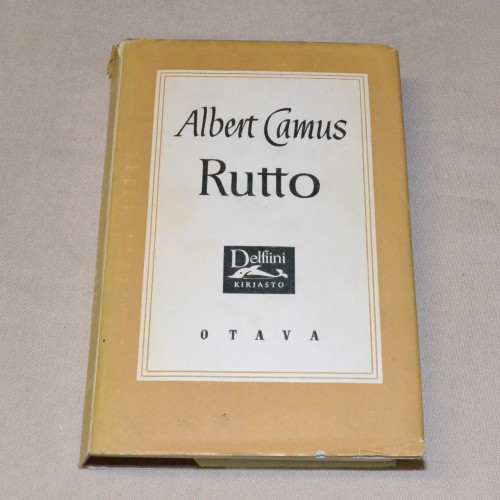 Albert Camus
Rutto
Delfiini
KIRJASTO
OTAVA